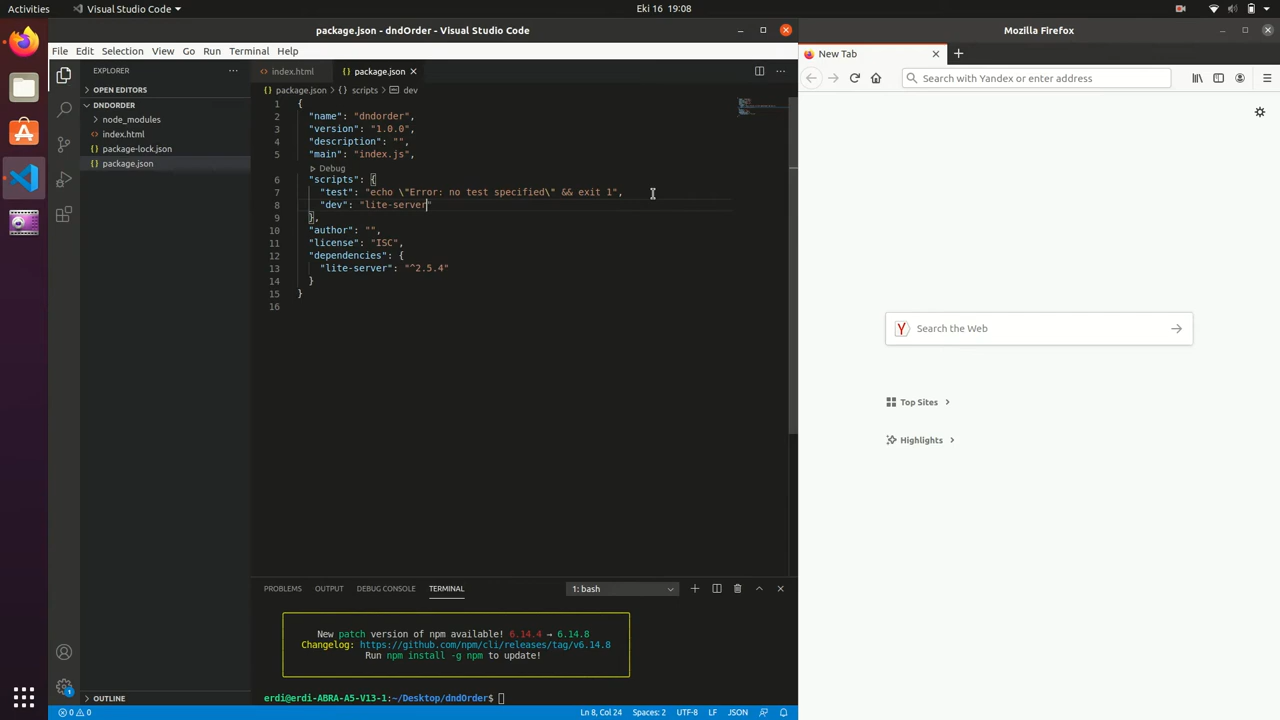 Activities
Visual Studio Code
Eki 16 19:08
package.json - dndOrder - Visual Studio Code
File Edit Selection View Go Run Terminal Help
EXPLORER
OPEN EDITORS
DNDORDER
node_modules
index.html
package-lock.json
package.json
OUTLINE
index.html
package.json
package.json > {} scripts > dev
1 {
2 "name": "dndorder",
3 "version": "1.0.0",
4 "description": "",
5 "main": "index.js",
Debug
6 "scripts": {
7 "test": "echo \"Error: no test specified\" && exit 1",
8 "dev": "lite-server"
9 },
10 "author": "",
11 "license": "ISC",
12 "dependencies": {
13 "lite-server": "^2.5.4"
14 }
15 }
16
PROBLEMS OUTPUT DEBUG CONSOLE TERMINAL
1: bash
New patch version of npm available! 6.14.4 → 6.14.8
Changelog: https://github.com/npm/cli/releases/tag/v6.14.8
Run npm install -g npm to update!
erdi@erdi-ABRA-A5-V13-1:~/Desktop/dndOrder$
1
0 0
Ln 8, Col 24 Spaces: 2 UTF-8 LF JSON
Mozilla Firefox
New Tab
Search with Yandex or enter address
Y Search the Web
Top Sites
Highlights